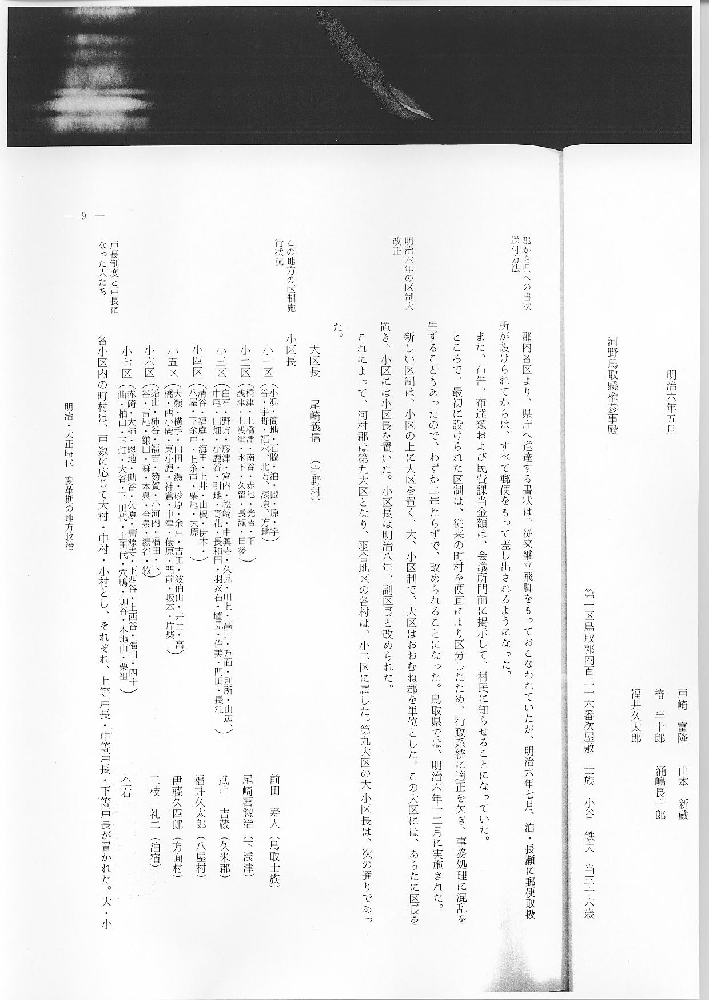 明治六年五月
戸崎　富隆　　山本　新蔵
椿　半十郎　　涌嶋長十郎
福井久太郎
河野鳥取懸権参事殿
第一区鳥取郭内百二十六番次屋敷　士族　小谷　鉄夫　当三十六歳
郡から県への書状
送付方法
郡内各区より、県庁へ進達する書状は、従来継立飛脚をもっておこなわれていたが、明治六年七月、泊・長瀬に郵便取扱
所が設けられてからは、すべて郵便をもって差し出されるようになった。
また、布告、布達類および民費課当金額は、会議所門前に掲示して、村民に知らせることになっていた。
ところで、最初に設けられた区制は、従来の町村を便宜により区分したため、行政系統に適正を欠ぎ、事務処理に混乱を
生ずることもあったので、わずか二年たらずで、改められることになった。鳥取県では、明治六年十二月に実施された。
明治六年の区制大
改正
新しい区制は、小区の上に大区を置く、大、小区制で、大区はおおむね郡を単位とした。この大区には、あらたに区長を
置き、小区には小区長を置いた。小区長は明治八年、副区長と改められた。
これによって、河村郡は第九大区となり、羽合地区の各村は、小二区に属した。第九大区の大小区長は、次の通りであっ
た。
この地方の区制施
行状況
大区長　　尾崎義信　（宇野村）
小区長
小一区（小浜・筒地・石脇・泊・園・原・宇
谷・宇野・福永、北方、漆原、方地）　前田　寿人（鳥取士族）
小二区（橋津・上橋津・南谷・赤池・光吉・下
浅津・上浅津・水下・久留・長瀬・田後）　尾崎喜惣治（下浅津）
小三区（白石・野方・藤津・宮内・松崎・中興寺・久見・川上・高辻・方面・別所・山辺、
中尾・田畑・小鹿谷・引地・野花・長和田・羽衣石・埴見・佐美・門田・長江）　武中　吉蔵（久米郡）
小四区（清谷・福庭・海田・上井・山根・伊木・
八屋・下余戸・上余戸・栗尾・大原）　福井久太郎（八屋村）
小五区（大瀬・横手・山田・湯・砂原・余戸・吉田・波伯山・井土・高
橋・西小鹿・東小鹿・神倉・中津・俵原・門前・坂本・片柴）　伊藤久四郎（方面村）
小六区（鉛山・柿谷・福吉・笏賀・小河内・福田・下
谷・吉尾・鎌田・森・本泉・今泉・湯谷・牧）　三枝　礼二（泊宿）
小七区（赤碕・大柿・恩地・助谷・久原・曹源寺・下西谷・上西谷・福山・四十
曲・柏山・下畑・大谷・下田代・上田代・穴鴨・加谷・木地山・栗祖）　仝右
戸長制度と戸長に
なった人たち
各小区内の町村は、戸数に応じて大村・中村・小村とし、それぞれ、上等戸長・中等戸長・下等戸長が置かれた。大・小
明治・大正時代　変革期の地方政治
— 9 —